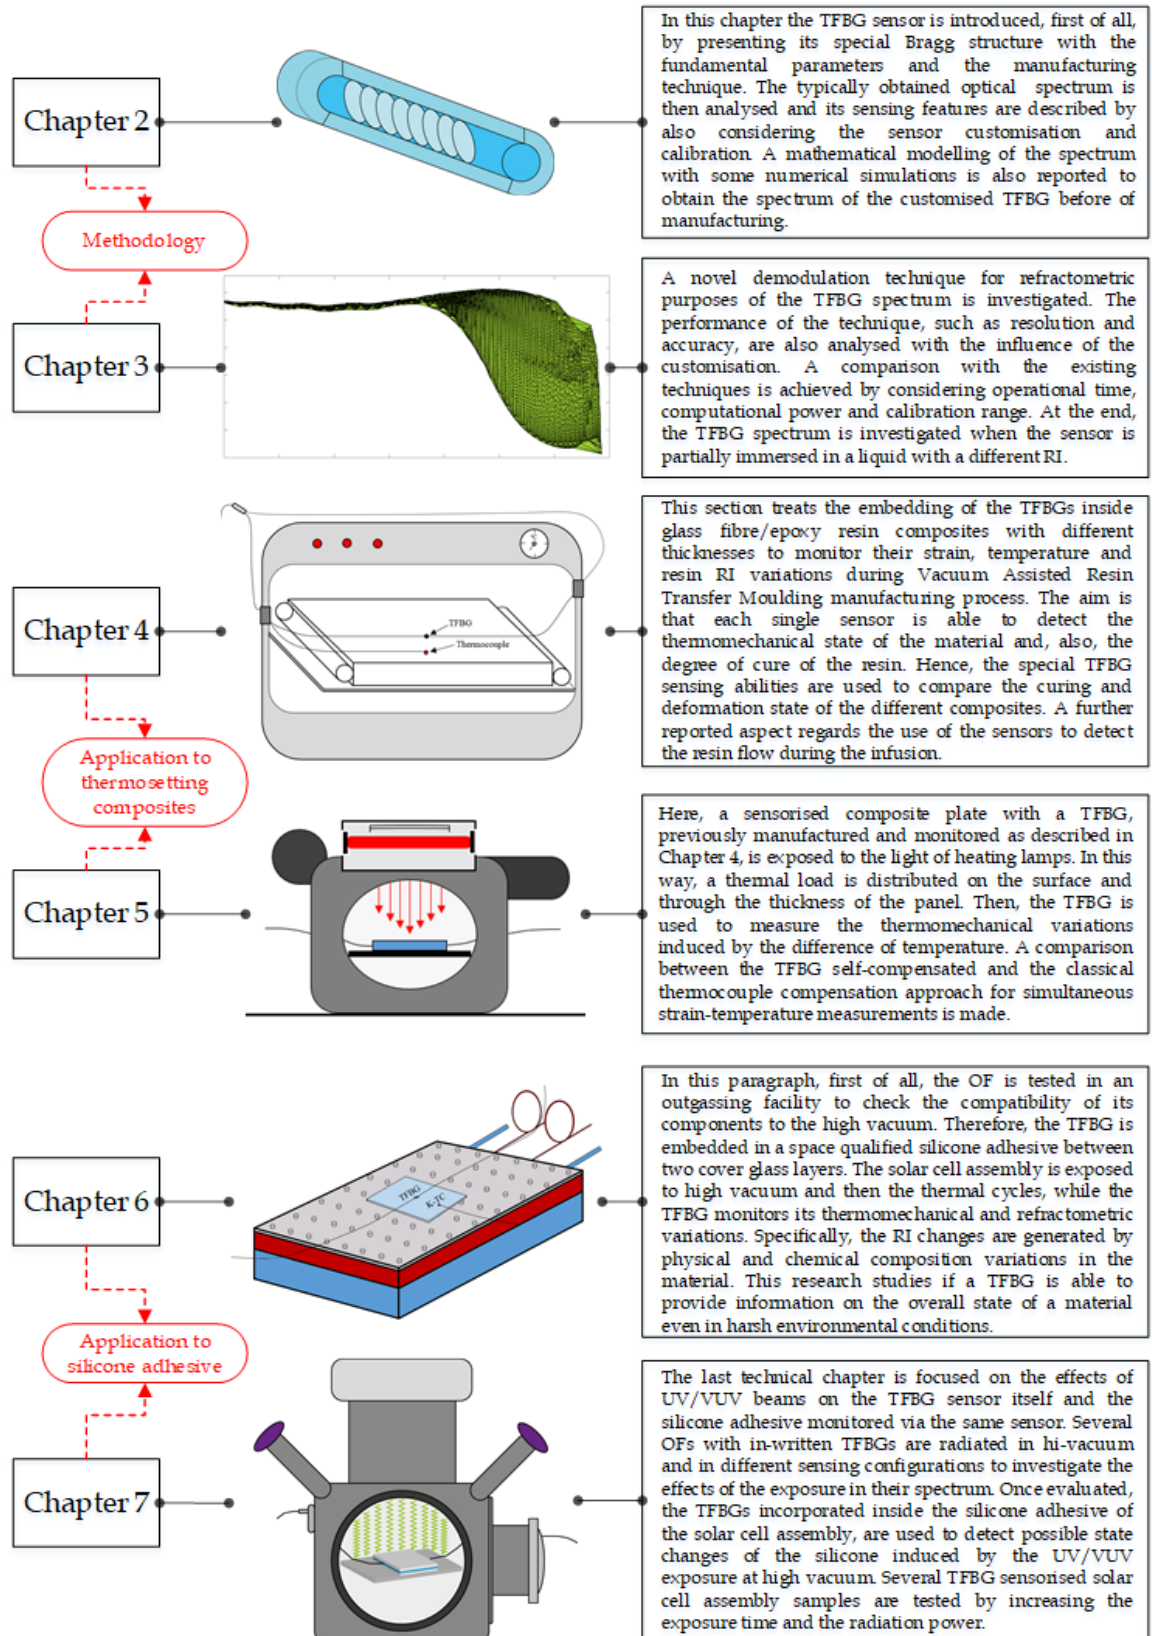 Chapter 2
In this chapter the TFBG sensor is introduced, first of all,
by presenting its special Bragg structure with the
fundamental parameters and the manufacturing
technique. The typically obtained optical spectrum is
then analysed and its sensing features are described by
also considering the sensor customisation and
calibration. A mathematical modelling of the spectrum
with some numerical simulations is also reported to
obtain the spectrum of the customised TFBG before of
manufacturing.
Methodology
Chapter 3
A novel demodulation technique for refractometric
purposes of the TFBG spectrum is investigated. The
performance of the technique, such as resolution and
accuracy, are also analysed with the influence of the
customisation. A comparison with the existing
techniques is achieved by considering operational time,
computational power and calibration range. At the end,
the TFBG spectrum is investigated when the sensor is
partially immersed in a liquid with a different RI.
Chapter 4
TFBG
Thermocouple
This section treats the embedding of the TFBGs inside
glass fibre/epoxy resin composites with different
thicknesses to monitor their strain, temperature and
resin RI variations during Vacuum Assisted Resin
Transfer Moulding manufacturing process. The aim is
that each single sensor is able to detect the
thermomechanical state of the material and, also, the
degree of cure of the resin. Hence, the special TFBG
sensing abilities are used to compare the curing and
deformation state of the different composites. A further
reported aspect regards the use of the sensors to detect
the resin flow during the infusion.
Application to
thermosetting
composites
Chapter 5
Here, a sensorised composite plate with a TFBG,
previously manufactured and monitored as described in
Chapter 4, is exposed to the light of heating lamps. In this
way, a thermal load is distributed on the surface and
through the thickness of the panel. Then, the TFBG is
used to measure the thermomechanical variations
induced by the difference of temperature. A comparison
between the TFBG self-compensated and the classical
thermocouple compensation approach for simultaneous
strain-temperature measurements is made.
Chapter 6
TFBG
K-TC
In this paragraph, first of all, the OF is tested in an
outgassing facility to check the compatibility of its
components to the high vacuum. Therefore, the TFBG is
embedded in a space qualified silicone adhesive between
two cover glass layers. The solar cell assembly is exposed
to high vacuum and then the thermal cycles, while the
TFBG monitors its thermomechanical and refractometric
variations. Specifically, the RI changes are generated by
physical and chemical composition variations in the
material. This research studies if a TFBG is able to
provide information on the overall state of a material
even in harsh environmental conditions.
Application to
silicone adhesive
Chapter 7
The last technical chapter is focused on the effects of
UV/VUV beams on the TFBG sensor itself and the
silicone adhesive monitored via the same sensor. Several
OFs with in-written TFBGs are radiated in hi-vacuum
and in different sensing configurations to investigate the
effects of the exposure in their spectrum. Once evaluated,
the TFBGs incorporated inside the silicone adhesive of
the solar cell assembly, are used to detect possible state
changes of the silicone induced by the UV/VUV
exposure at high vacuum. Several TFBG sensorised solar
cell assembly samples are tested by increasing the
exposure time and the radiation power.